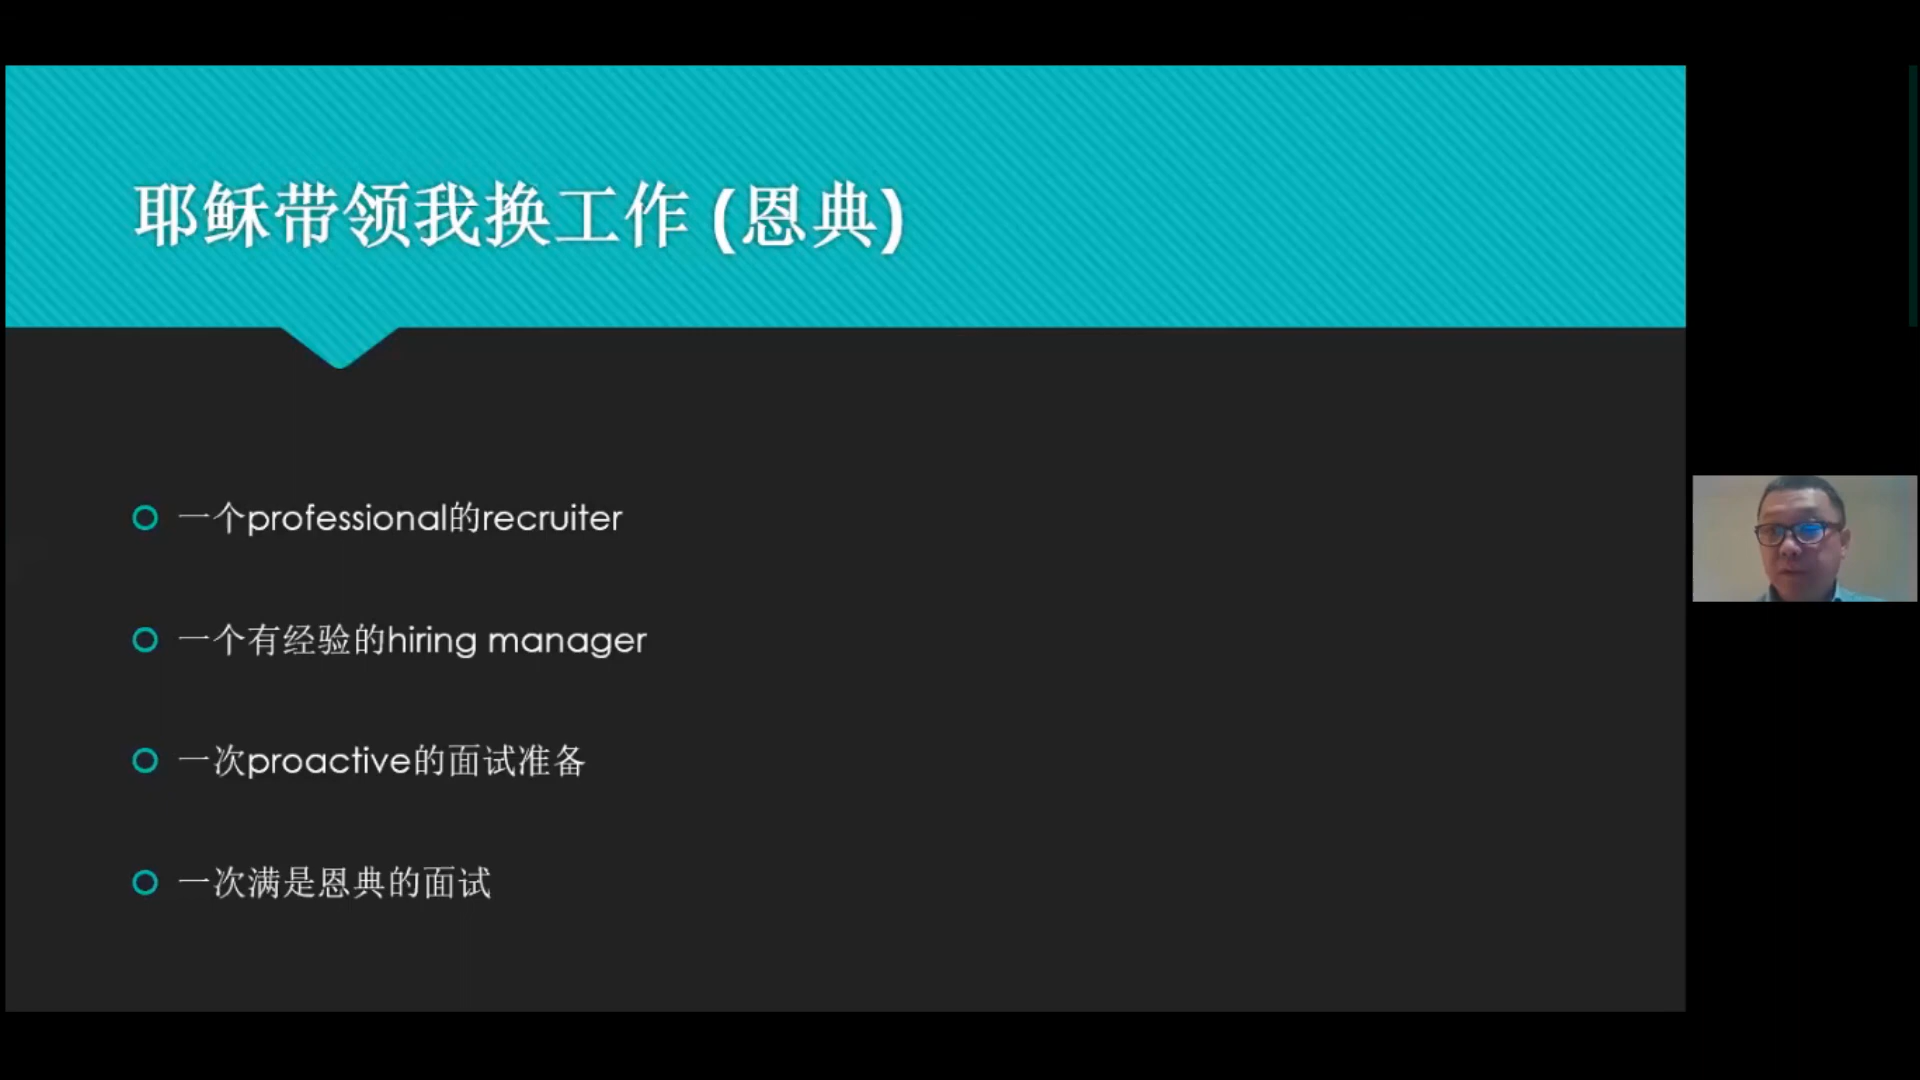 耶稣带领我换工作 (恩典)
一个professional的recruiter
一个有经验的hiring manager
一次proactive的面试准备
一次满是恩典的面试